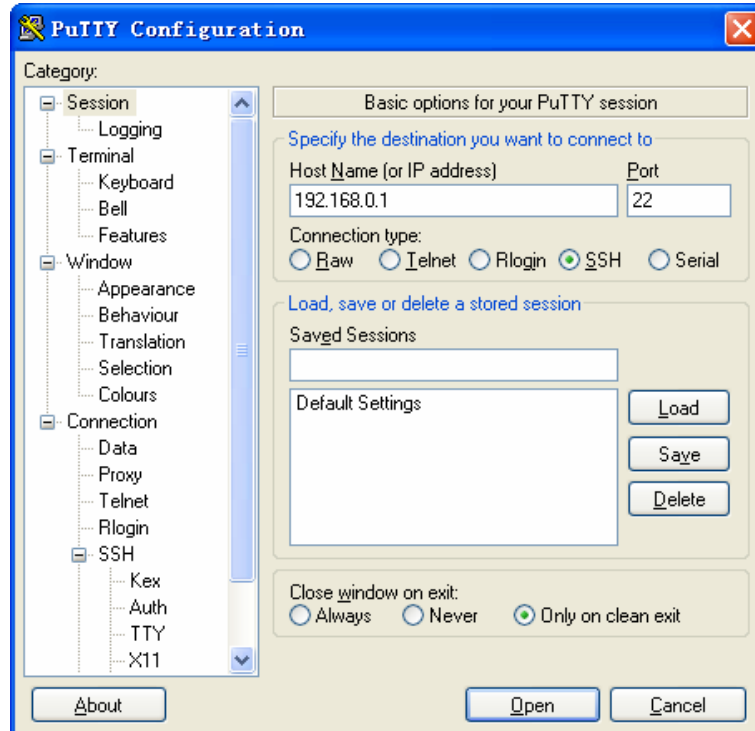 PuTTY Configuration
Category:
Session
Logging
Terminal
Keyboard
Bell
Features
Window
Appearance
Behaviour
Translation
Selection
Colours
Connection
Data
Proxy
Telnet
Rlogin
SSH
Kex
Auth
TTY
X11
Basic options for your PuTTY session
Specify the destination you want to connect to
Host Name (or IP address) Port
192.168.0.1 22
Connection type:
Raw Telnet Rlogin SSH Serial
Load, save or delete a stored session
Saved Sessions
Default Settings
Load
Save
Delete
Close window on exit:
Always Never Only on clean exit
About Open Cancel